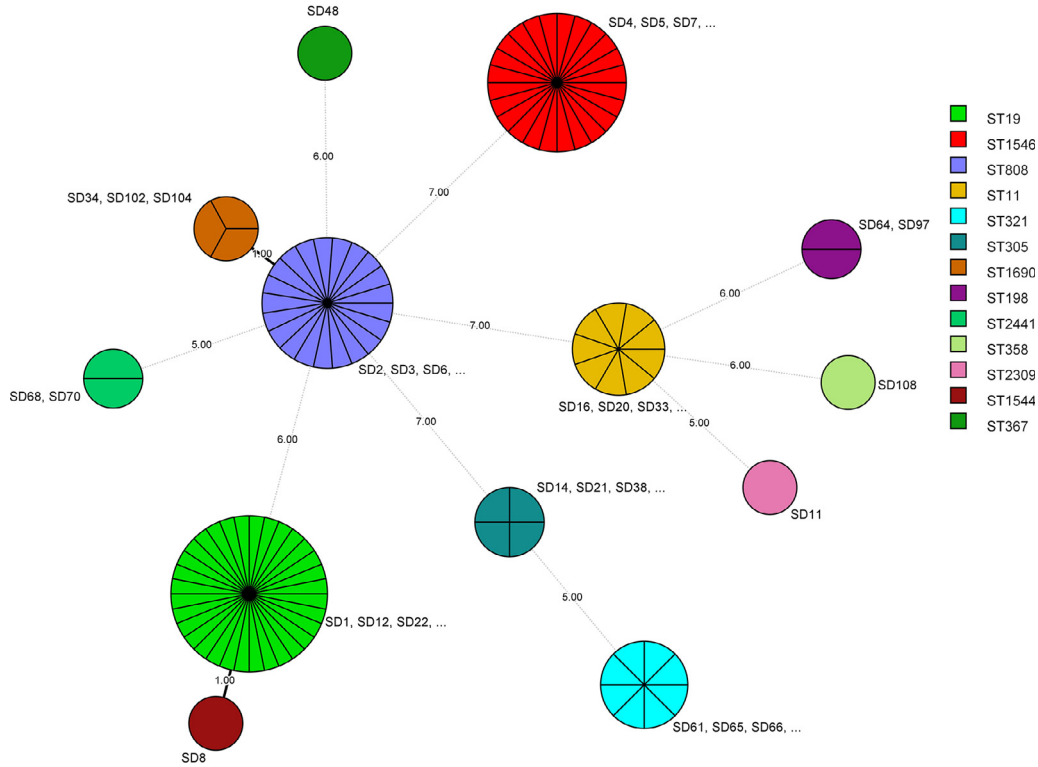 SD48
SD4, SD5, SD7, ...
6.00
7.00
SD34, SD102, SD104
1.00
SD64, SD97
6.00
7.00
5.00
SD2, SD3, SD6, ...
6.00
SD108
SD68, SD70
SD16, SD20, SD33, ...
7.00
5.00
6.00
SD14, SD21, SD38, ...
SD11
5.00
SD1, SD12, SD22, ...
1.00
SD61, SD65, SD66, ...
SD8
ST19
ST1546
ST808
ST11
ST321
ST305
ST1690
ST198
ST2441
ST358
ST2309
ST1544
ST367